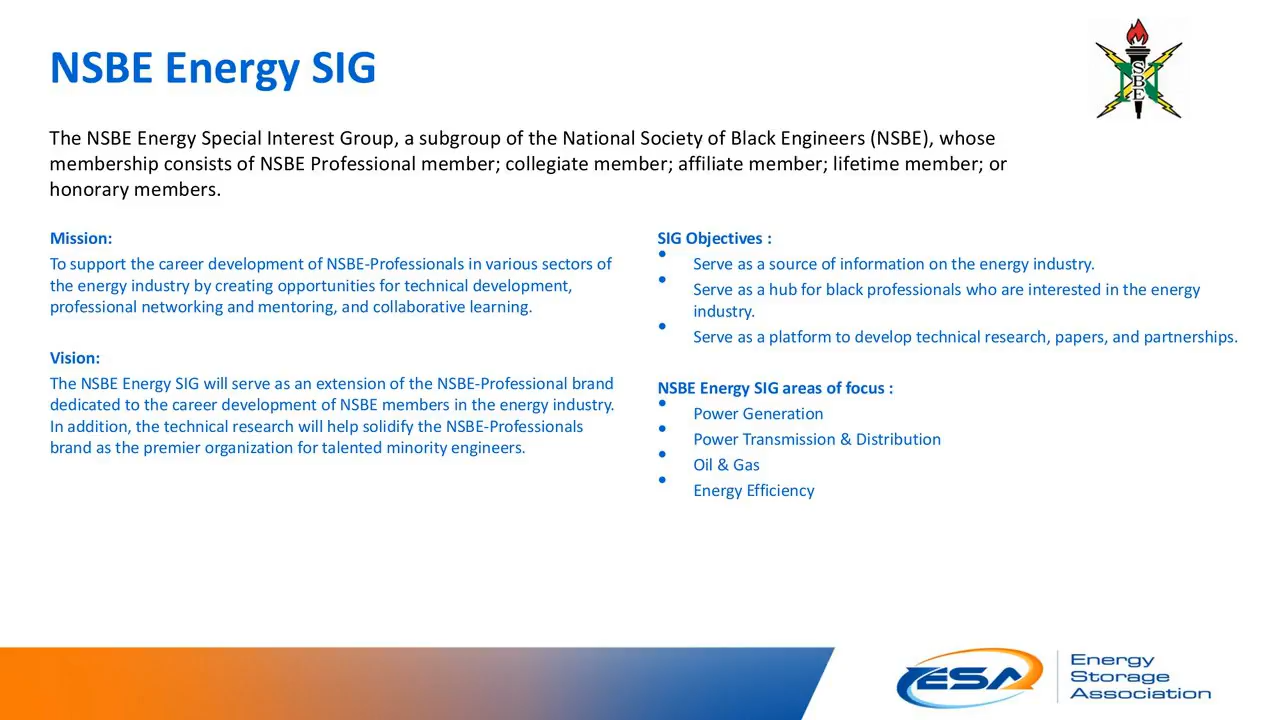 NSBE Energy SIG
NSBE
The NSBE Energy Special Interest Group, a subgroup of the National Society of Black Engineers (NSBE), whose
membership consists of NSBE Professional member; collegiate member; affiliate member; lifetime member; or
honorary members.
Mission:
To support the career development of NSBE-Professionals in various sectors of
the energy industry by creating opportunities for technical development,
professional networking and mentoring, and collaborative learning.
Vision:
The NSBE Energy SIG will serve as an extension of the NSBE-Professional brand
dedicated to the career development of NSBE members in the energy industry.
In addition, the technical research will help solidify the NSBE-Professionals
brand as the premier organization for talented minority engineers.
SIG Objectives :
• Serve as a source of information on the energy industry.
• Serve as a hub for black professionals who are interested in the energy
industry.
• Serve as a platform to develop technical research, papers, and partnerships.
NSBE Energy SIG areas of focus :
• Power Generation
• Power Transmission & Distribution
• Oil & Gas
• Energy Efficiency
ESA
Energy
Storage
Association